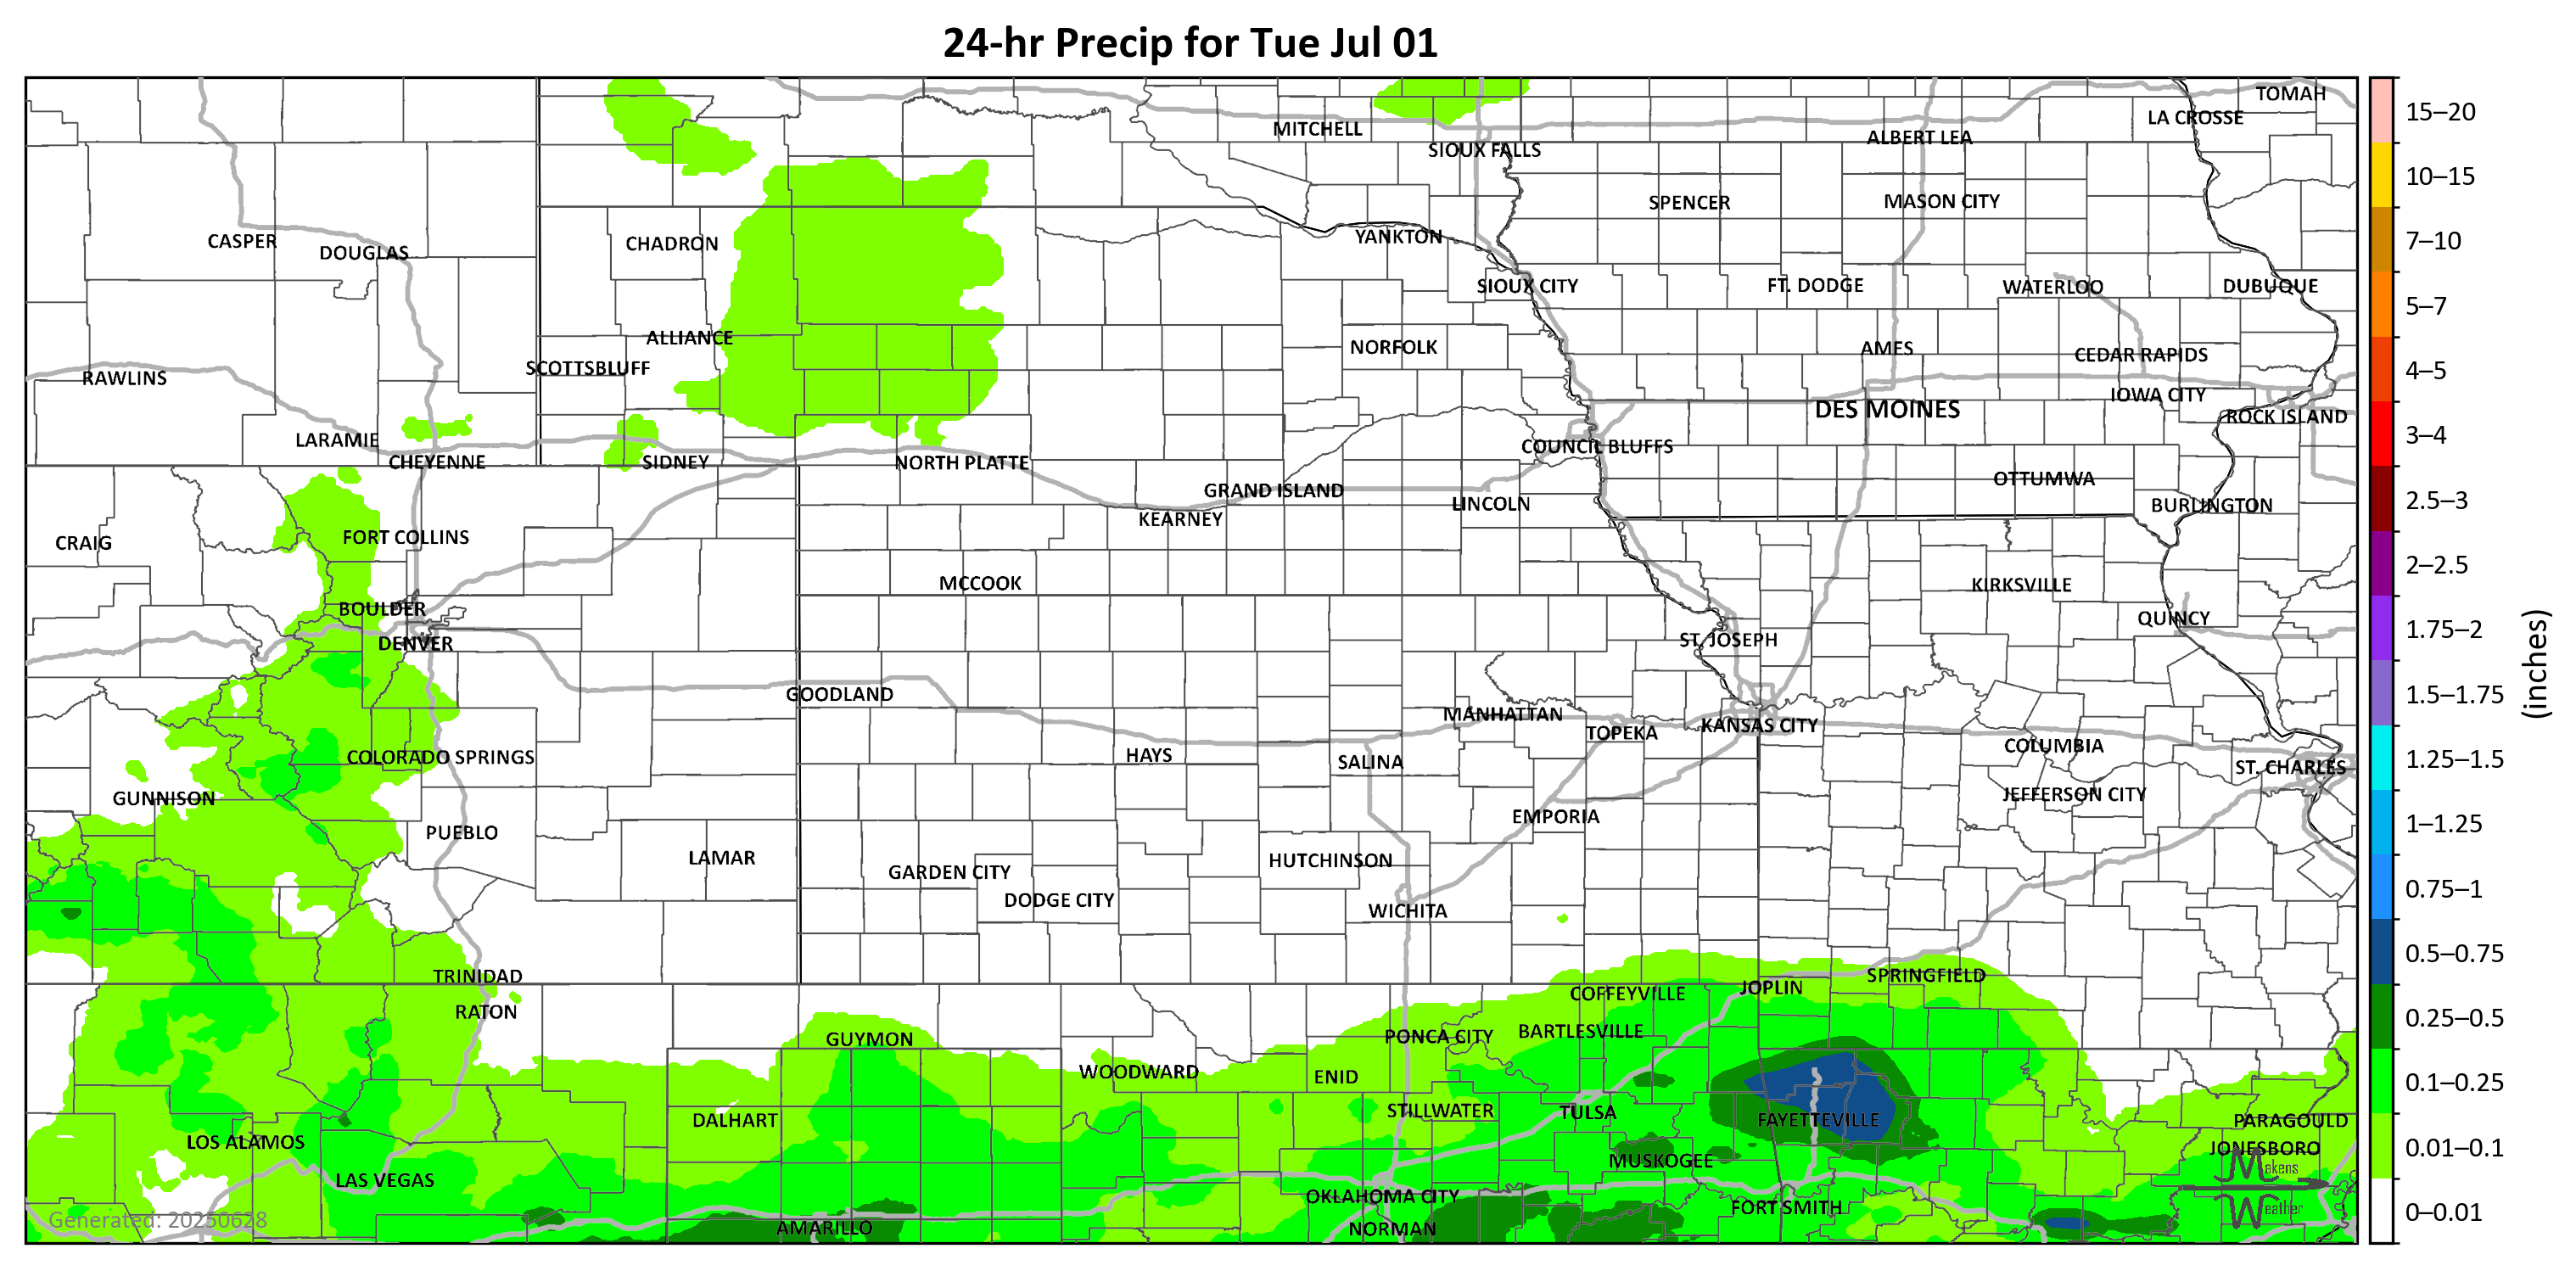 24-hr Precip for Tue Jul 01
TOMAH
LA CROSSE
MITCHELL
ALBERT LEA
SIOUX FALLS
SPENCER
MASON CITY
CASPER
DOUGLAS
CHADRON
YANKTON
SIOUX CITY
FT. DODGE
WATERLOO
DUBUQUE
ALLIANCE
NORFOLK
AMES
CEDAR RAPIDS
RAWLINS
SCOTTSBLUFF
IOWA CITY
DES MOINES
ROCK ISLAND
LARAMIE
COUNCIL BLUFFS
CHEYENNE
SIDNEY
NORTH PLATTE
OTTUMWA
GRAND ISLAND
LINCOLN
BURLINGTON
KEARNEY
CRAIG
FORT COLLINS
MCCOOK
KIRKSVILLE
BOULDER
QUINCY
DENVER
ST. JOSEPH
GOODLAND
MANHATTAN
TOPEKA
KANSAS CITY
COLUMBIA
COLORADO SPRINGS
HAYS
SALINA
ST. CHARLES
GUNNISON
JEFFERSON CITY
EMPORIA
PUEBLO
LAMAR
HUTCHINSON
GARDEN CITY
DODGE CITY
WICHITA
TRINIDAD
SPRINGFIELD
COFFEYVILLE
JOPLIN
RATON
GUYMON
PONCA CITY
BARTLESVILLE
WOODWARD
ENID
DALHART
STILLWATER
TULSA
FAYETTEVILLE
PARAGOULD
LOS ALAMOS
JONESBORO
MUSKOGEE
LAS VEGAS
OKLAHOMA CITY
FORT SMITH
AMARILLO
NORMAN
Generated: 20250628
Makens
Weather
15–20
10–15
7–10
5–7
4–5
3–4
2.5–3
2–2.5
1.75–2
1.5–1.75
1.25–1.5
1–1.25
0.75–1
0.5–0.75
0.25–0.5
0.1–0.25
0.01–0.1
0–0.01
(inches)